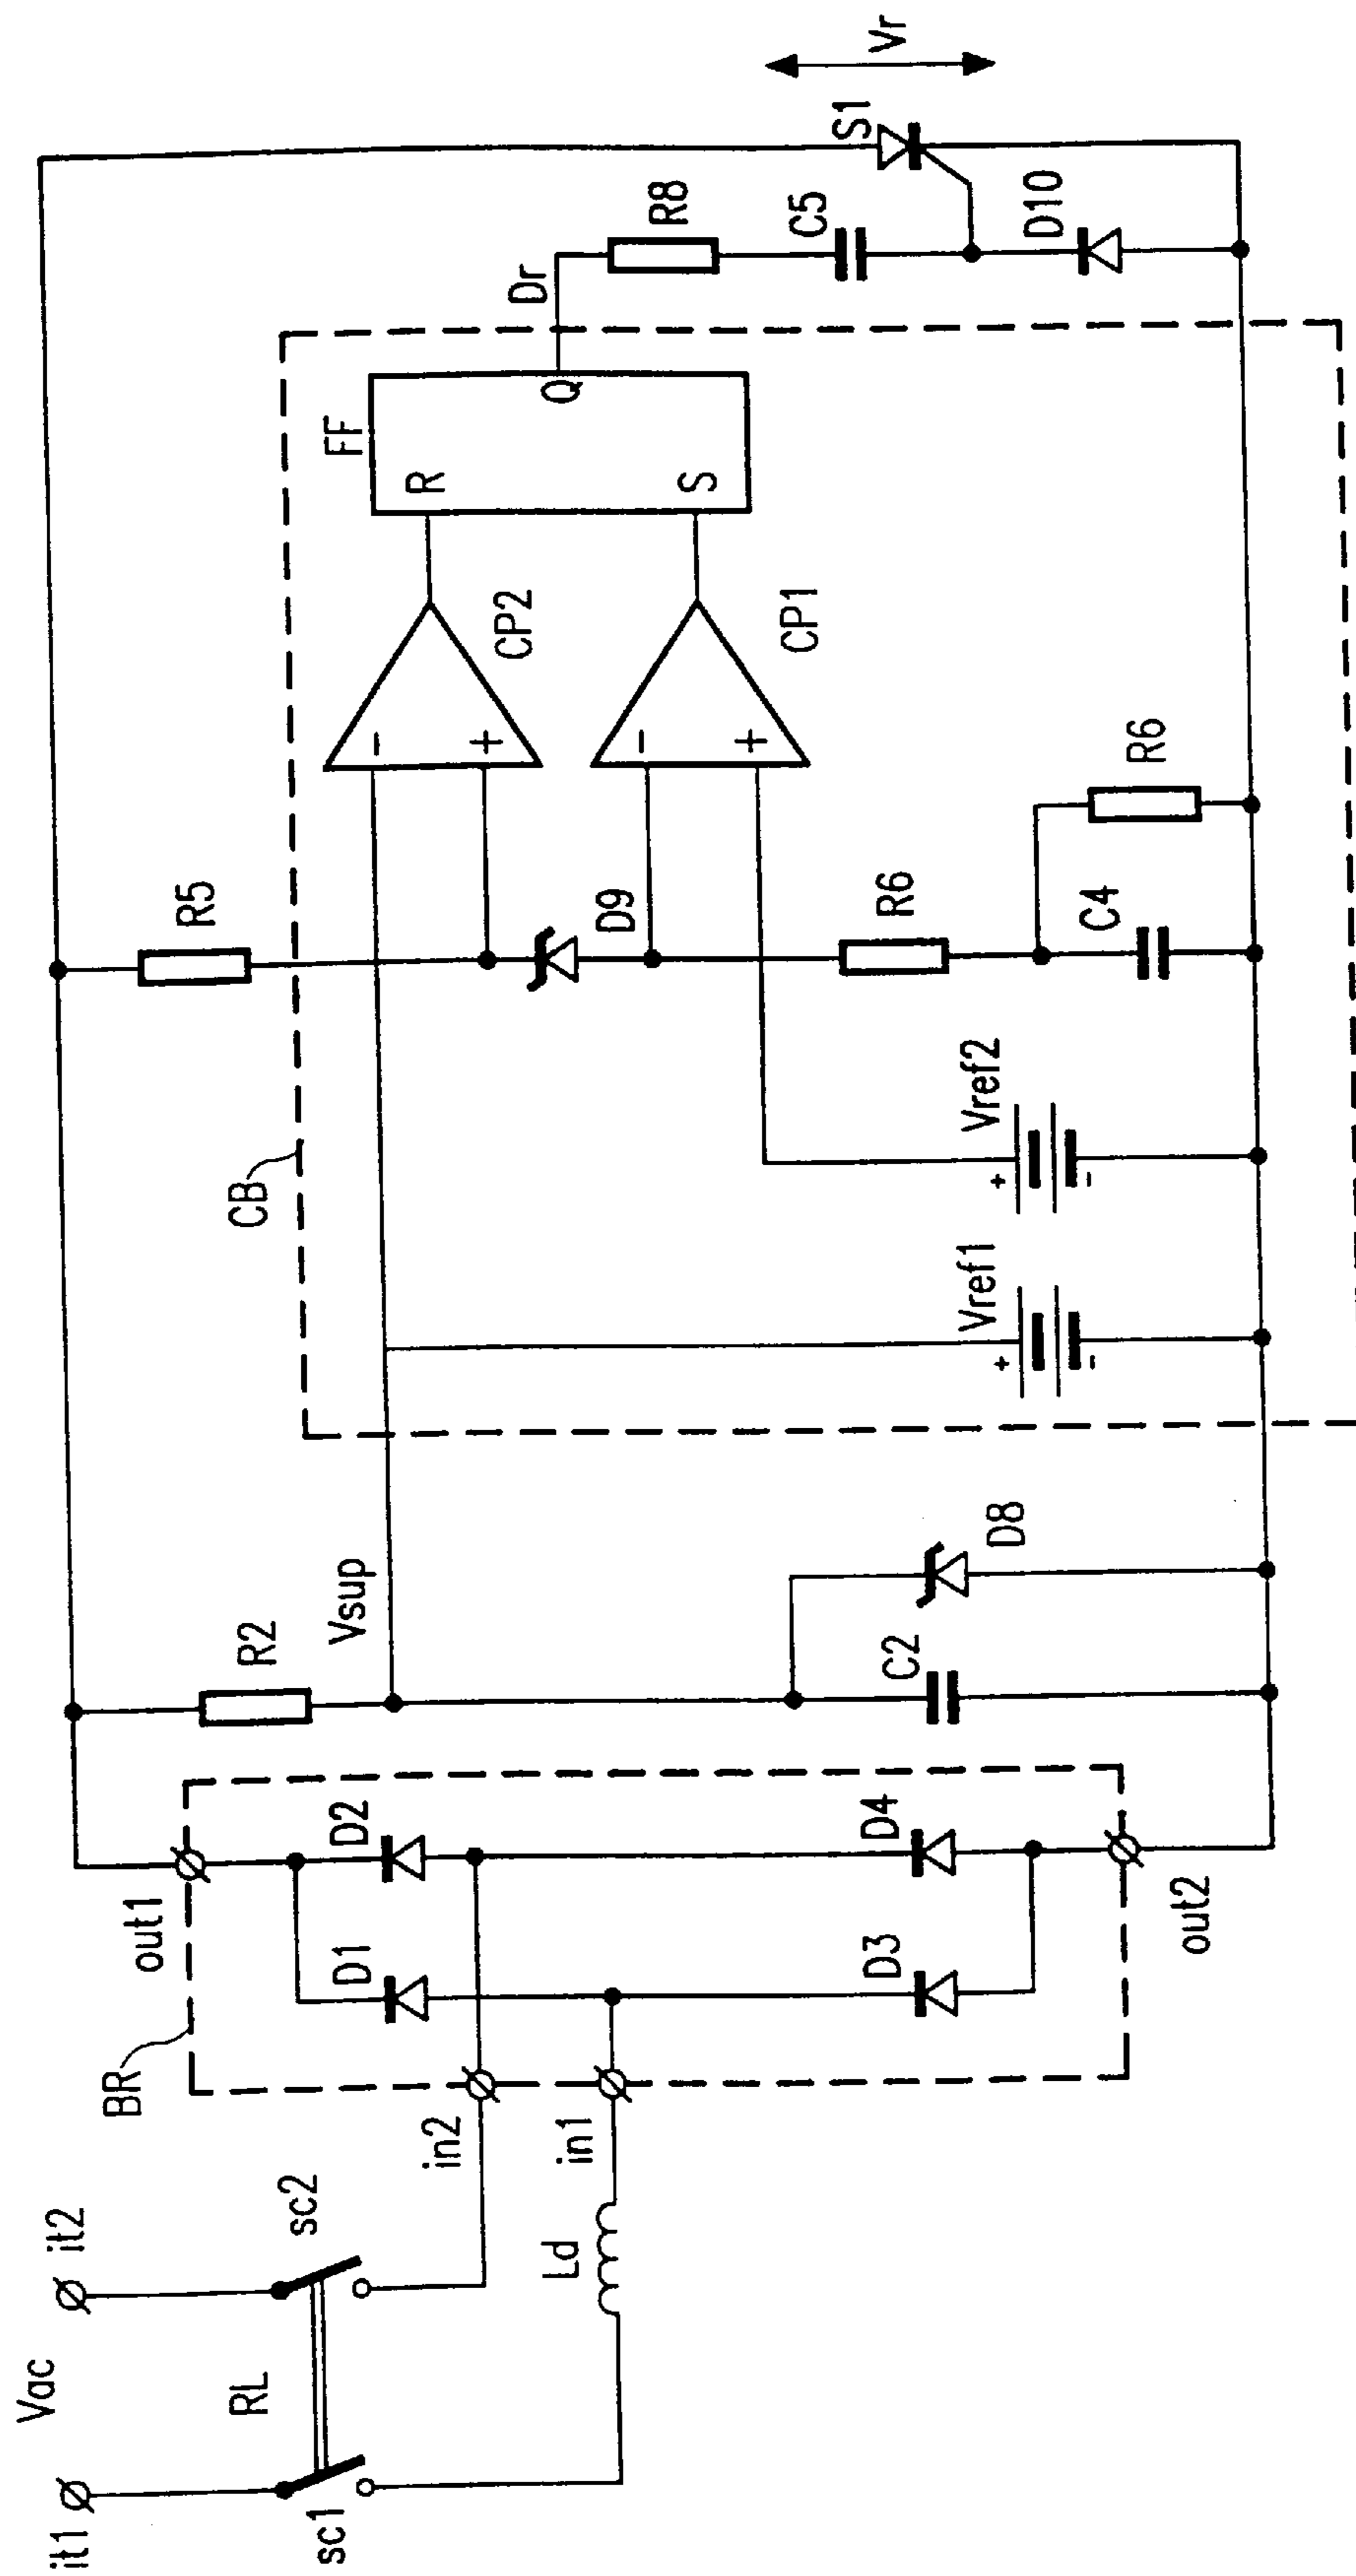 it1
Vac
it2
sc1
RL
sc2
Ld
in2
in1
BR
out1
D1
D2
D3
D4
out2
R2
Vsup
C2
D8
CB
Vref1
+
-
Vref2
+
-
R5
D9
R6
C4
R6
-
+
CP2
-
+
CP1
FF
R
S
Q
Dr
R8
C5
D10
S1
Vr